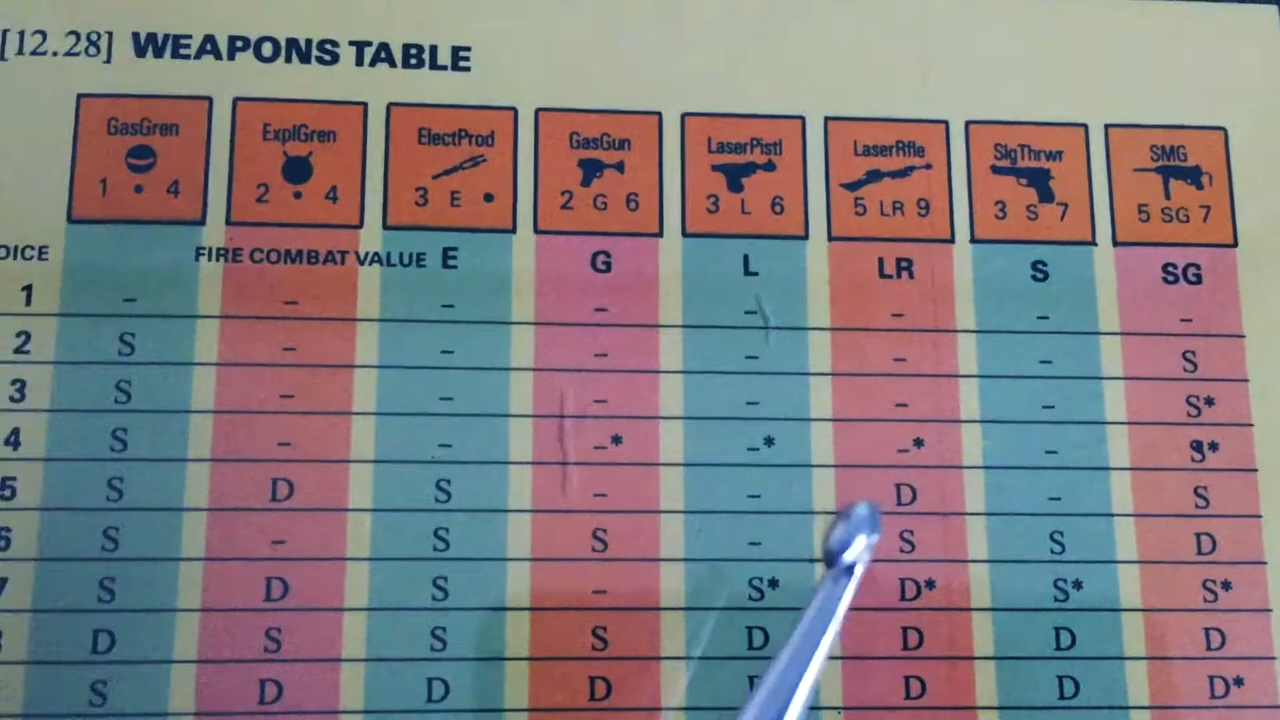 [12.28] WEAPONS TABLE
GasGren ExplGren ElectProd GasGun LaserPistl LaserRfle SlgThrwr SMG
1 • 4 2 • 4 3 E • 2 G 6 3 L 6 5 LR 9 3 S 7 5 SG 7
DICE FIRE COMBAT VALUE E G L LR S SG
1 – – – – – – – –
2 S – – – – – – S
3 S – – – – – – S*
4 S – – –* –* –* – S*
5 S D S – – D – S
6 S – S S – S S D
7 S D S – S* D* S* S*
D S S S D D D D
S D D D D D D*